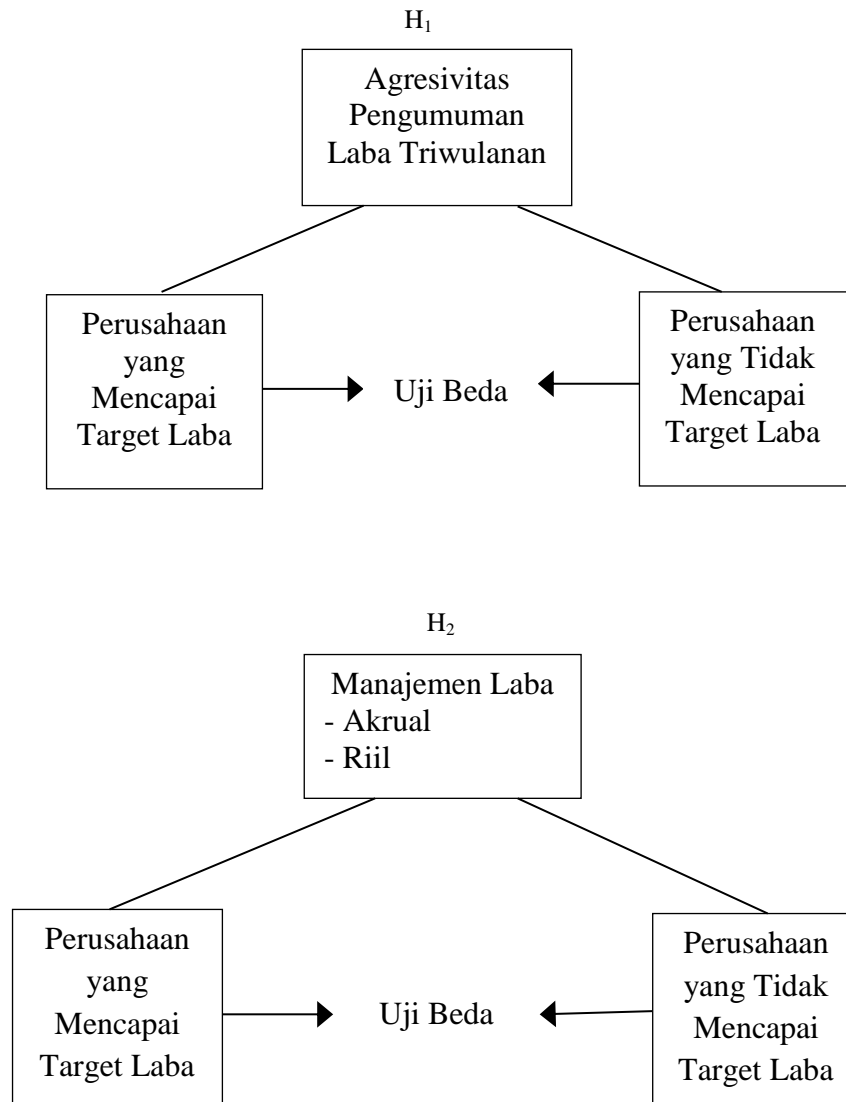 H₁
Agresivitas
Pengumuman
Laba Triwulanan
Perusahaan
yang
Mencapai
Target Laba
Uji Beda
Perusahaan
yang Tidak
Mencapai
Target Laba
H₂
Manajemen Laba
- Akrual
- Riil
Perusahaan
yang
Mencapai
Target Laba
Uji Beda
Perusahaan
yang Tidak
Mencapai
Target Laba